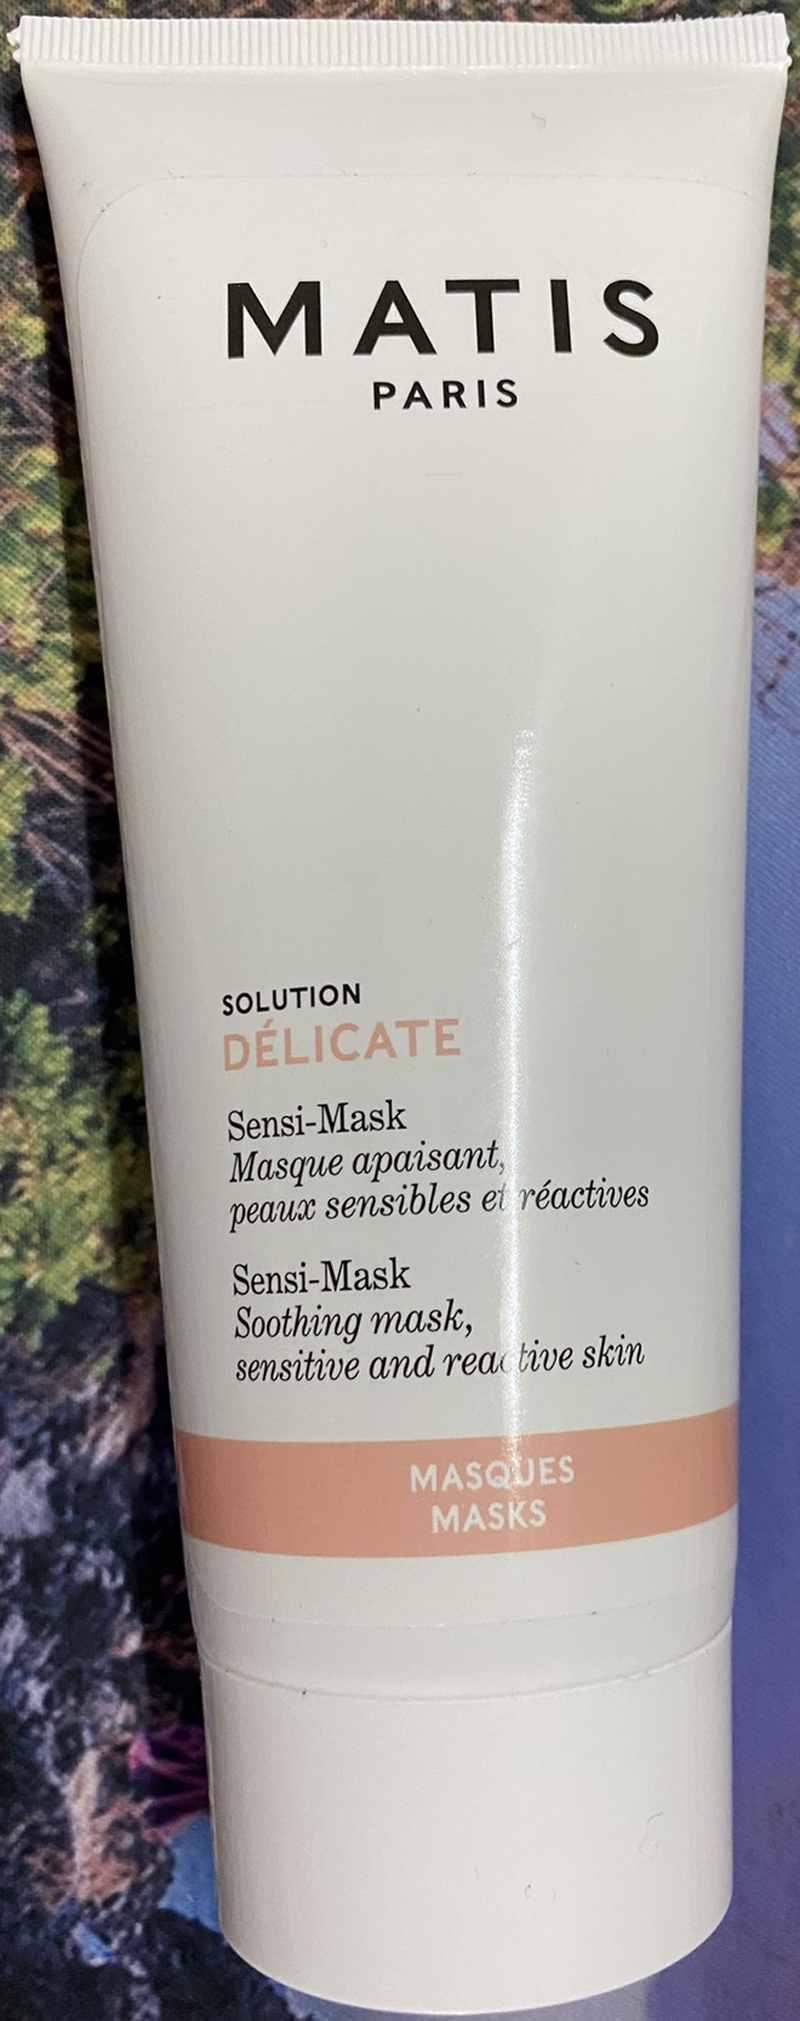 MATIS
PARIS
SOLUTION
DÉLICATE
Sensi-Mask
Masque apaisant,
peaux sensibles et réactives
Sensi-Mask
Soothing mask,
sensitive and reactive skin
MASQUES
MASKS